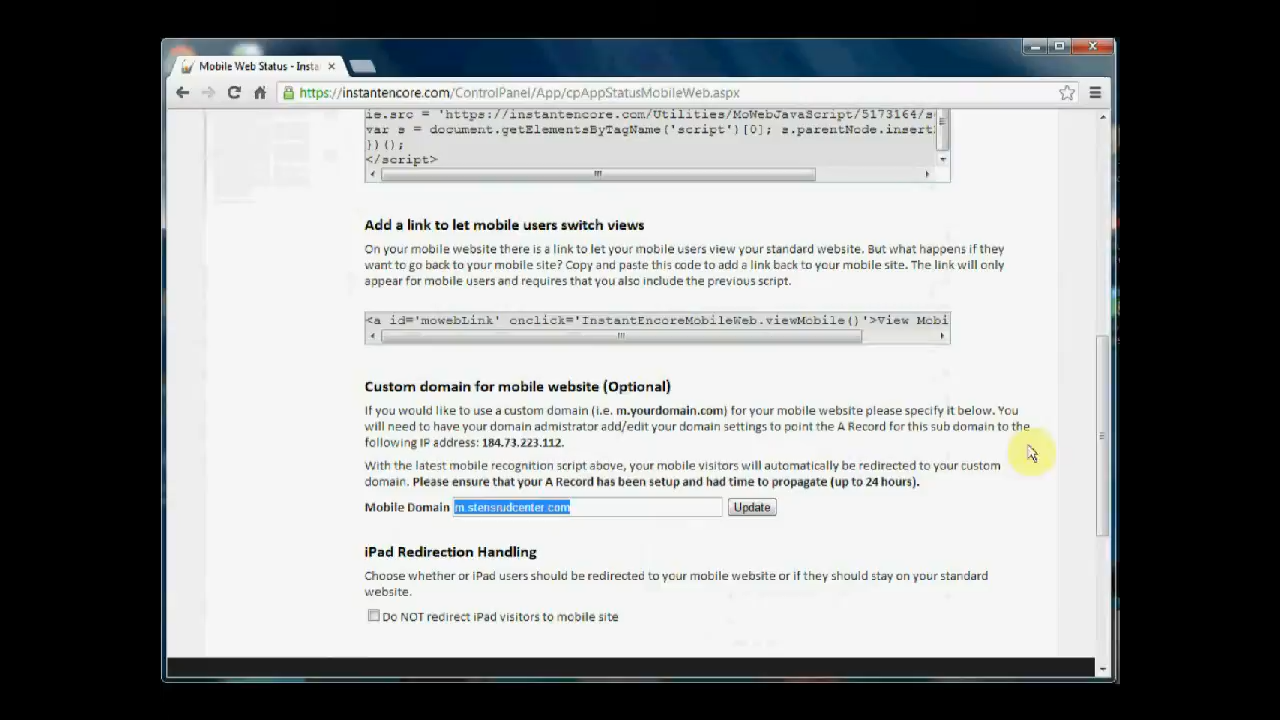 Mobile Web Status - Insta
https://instantencore.com/ControlPanel/App/cpAppStatusMobileWeb.aspx
ie.src = 'https://instantencore.com/Utilities/MoWebJavaScript/5173164/s
var s = document.getElementsByTagName('script')[0]; s.parentNode.insert
})();
</script>
Add a link to let mobile users switch views
On your mobile website there is a link to let your mobile users view your standard website. But what happens if they
want to go back to your mobile site? Copy and paste this code to add a link back to your mobile site. The link will only
appear for mobile users and requires that you also include the previous script.
<a id='mowebLink' onclick='InstantEncoreMobileWeb.viewMobile()'>View Mobi
Custom domain for mobile website (Optional)
If you would like to use a custom domain (i.e. m.yourdomain.com) for your mobile website please specify it below. You
will need to have your domain admistrator add/edit your domain settings to point the A Record for this sub domain to the
following IP address: 184.73.223.112.
With the latest mobile recognition script above, your mobile visitors will automatically be redirected to your custom
domain. Please ensure that your A Record has been setup and had time to propagate (up to 24 hours).
Mobile Domain m.stensrudcenter.com Update
iPad Redirection Handling
Choose whether or iPad users should be redirected to your mobile website or if they should stay on your standard
website.
Do NOT redirect iPad visitors to mobile site